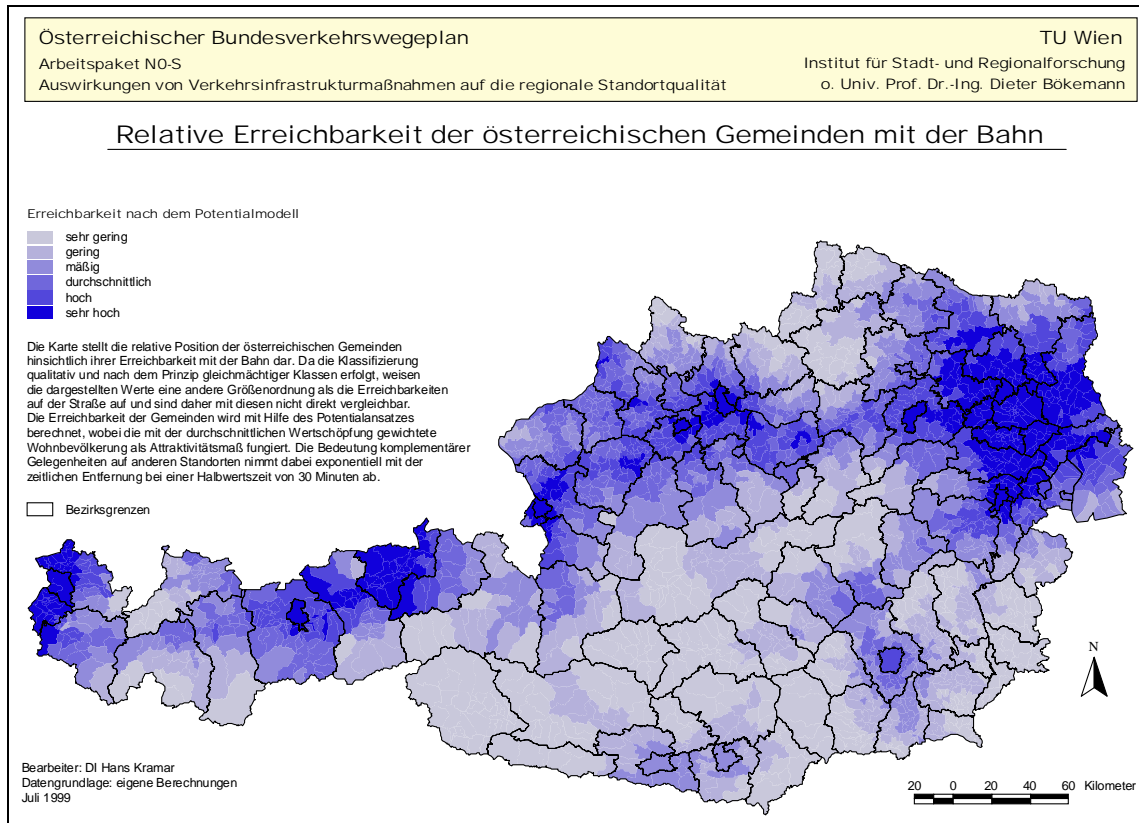 Österreichischer Bundesverkehrswegeplan
TU Wien
Arbeitspaket N0-S
Institut für Stadt- und Regionalforschung
Auswirkungen von Verkehrsinfrastrukturmaßnahmen auf die regionale Standortqualität
o. Univ. Prof. Dr.-Ing. Dieter Bökemann
Relative Erreichbarkeit der österreichischen Gemeinden mit der Bahn
Erreichbarkeit nach dem Potentialmodell
sehr gering
gering
mäßig
durchschnittlich
hoch
sehr hoch
Die Karte stellt die relative Position der österreichischen Gemeinden
hinsichtlich ihrer Erreichbarkeit mit der Bahn dar. Da die Klassifizierung
qualitativ und nach dem Prinzip gleichmächtiger Klassen erfolgt, weisen
die dargestellten Werte eine andere Größenordnung als die Erreichbarkeiten
auf der Straße auf und sind daher mit diesen nicht direkt vergleichbar.
Die Erreichbarkeit der Gemeinden wird mit Hilfe des Potentialansatzes
berechnet, wobei die mit der durchschnittlichen Wertschöpfung gewichtete
Wohnbevölkerung als Attraktivitätsmaß fungiert. Die Bedeutung komplementärer
Gelegenheiten auf anderen Standorten nimmt dabei exponentiell mit der
zeitlichen Entfernung bei einer Halbwertszeit von 30 Minuten ab.
Bezirksgrenzen
N
Bearbeiter: DI Hans Kramar
Datengrundlage: eigene Berechnungen
Juli 1999
20 0 20 40 60 Kilometer